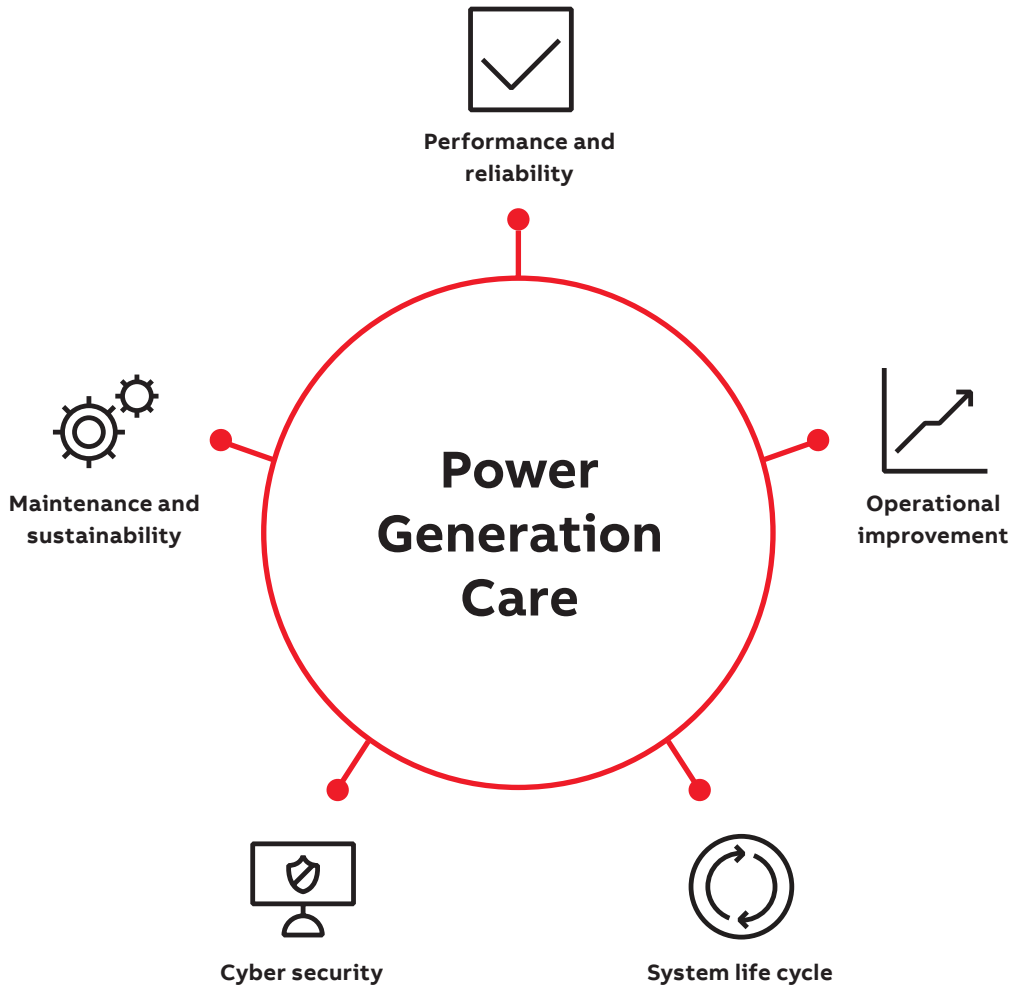 Performance and
reliability
Maintenance and
sustainability
Power
Generation
Care
Operational
improvement
Cyber security
System life cycle